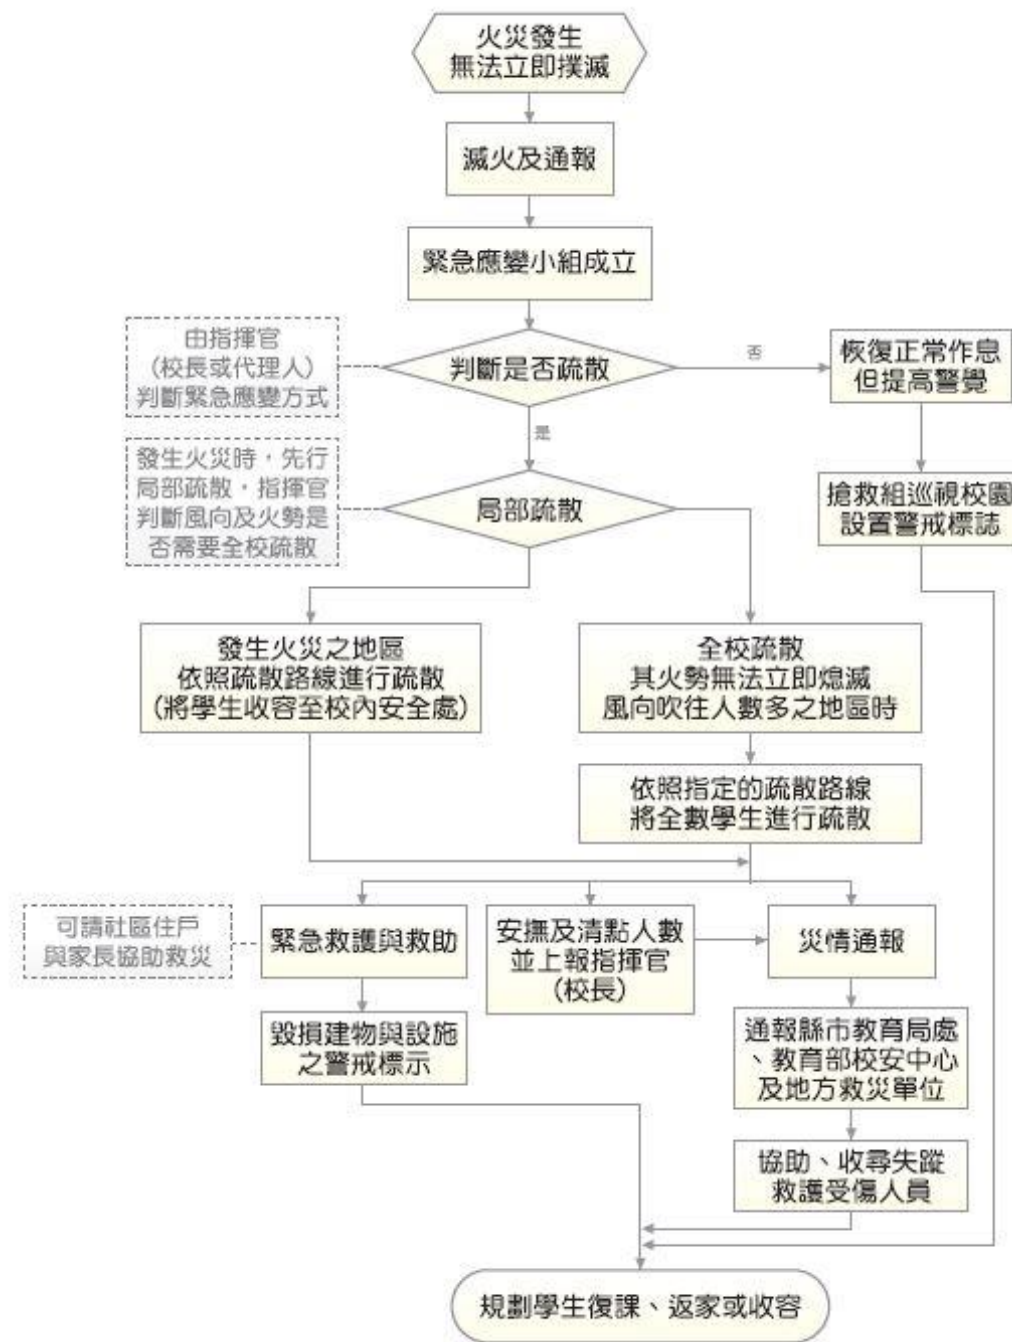 火災發生
無法立即撲滅
滅火及通報
緊急應變小組成立
由指揮官
(校長或代理人)
判斷緊急應變方式
判斷是否疏散
否
恢復正常作息
但提高警覺
是
發生火災時，先行
局部疏散，指揮官
判斷風向及火勢是
否需要全校疏散
局部疏散
搶救組巡視校園
設置警戒標誌
發生火災之地區
依照疏散路線進行疏散
(將學生收容至校內安全處)
全校疏散
其火勢無法立即熄滅
風向吹往人數多之地區時
依照指定的疏散路線
將全數學生進行疏散
可請社區住戶
與家長協助救災
緊急救護與救助
安撫及清點人數
並上報指揮官
(校長)
災情通報
毀損建物與設施
之警戒標示
通報縣市教育局處
、教育部校安中心
及地方救災單位
協助、收尋失蹤
救護受傷人員
規劃學生復課、返家或收容